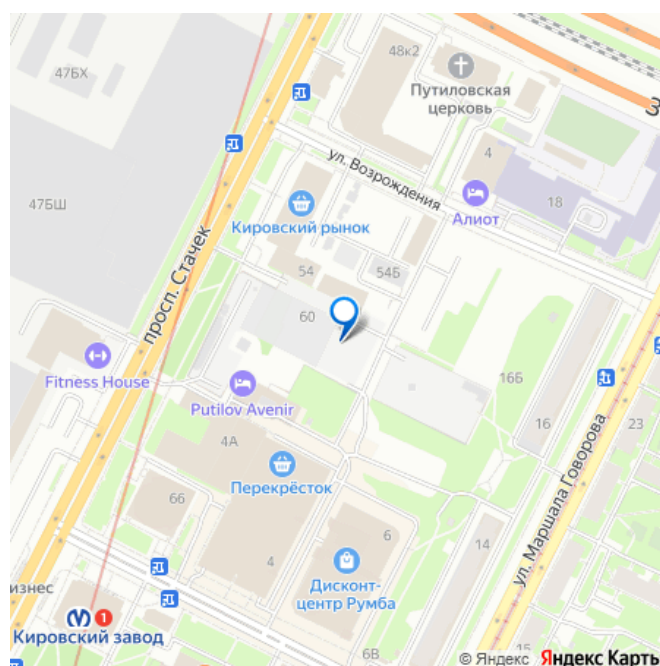 47БХ
48к2
Путиловская
церковь
З
ул. Возрождения
4
47БШ
Алиот
18
Кировский рынок
просп. Стачек
54
54Б
60
Fitness House
Putilov Avenir
16Б
4А
16
23
Перекрёсток
66
ул. Маршала Говорова
4
6
14
Дисконт-
центр Румба
изнес
1
Кировский завод
6В
15
© Яндекс Яндекс Карты